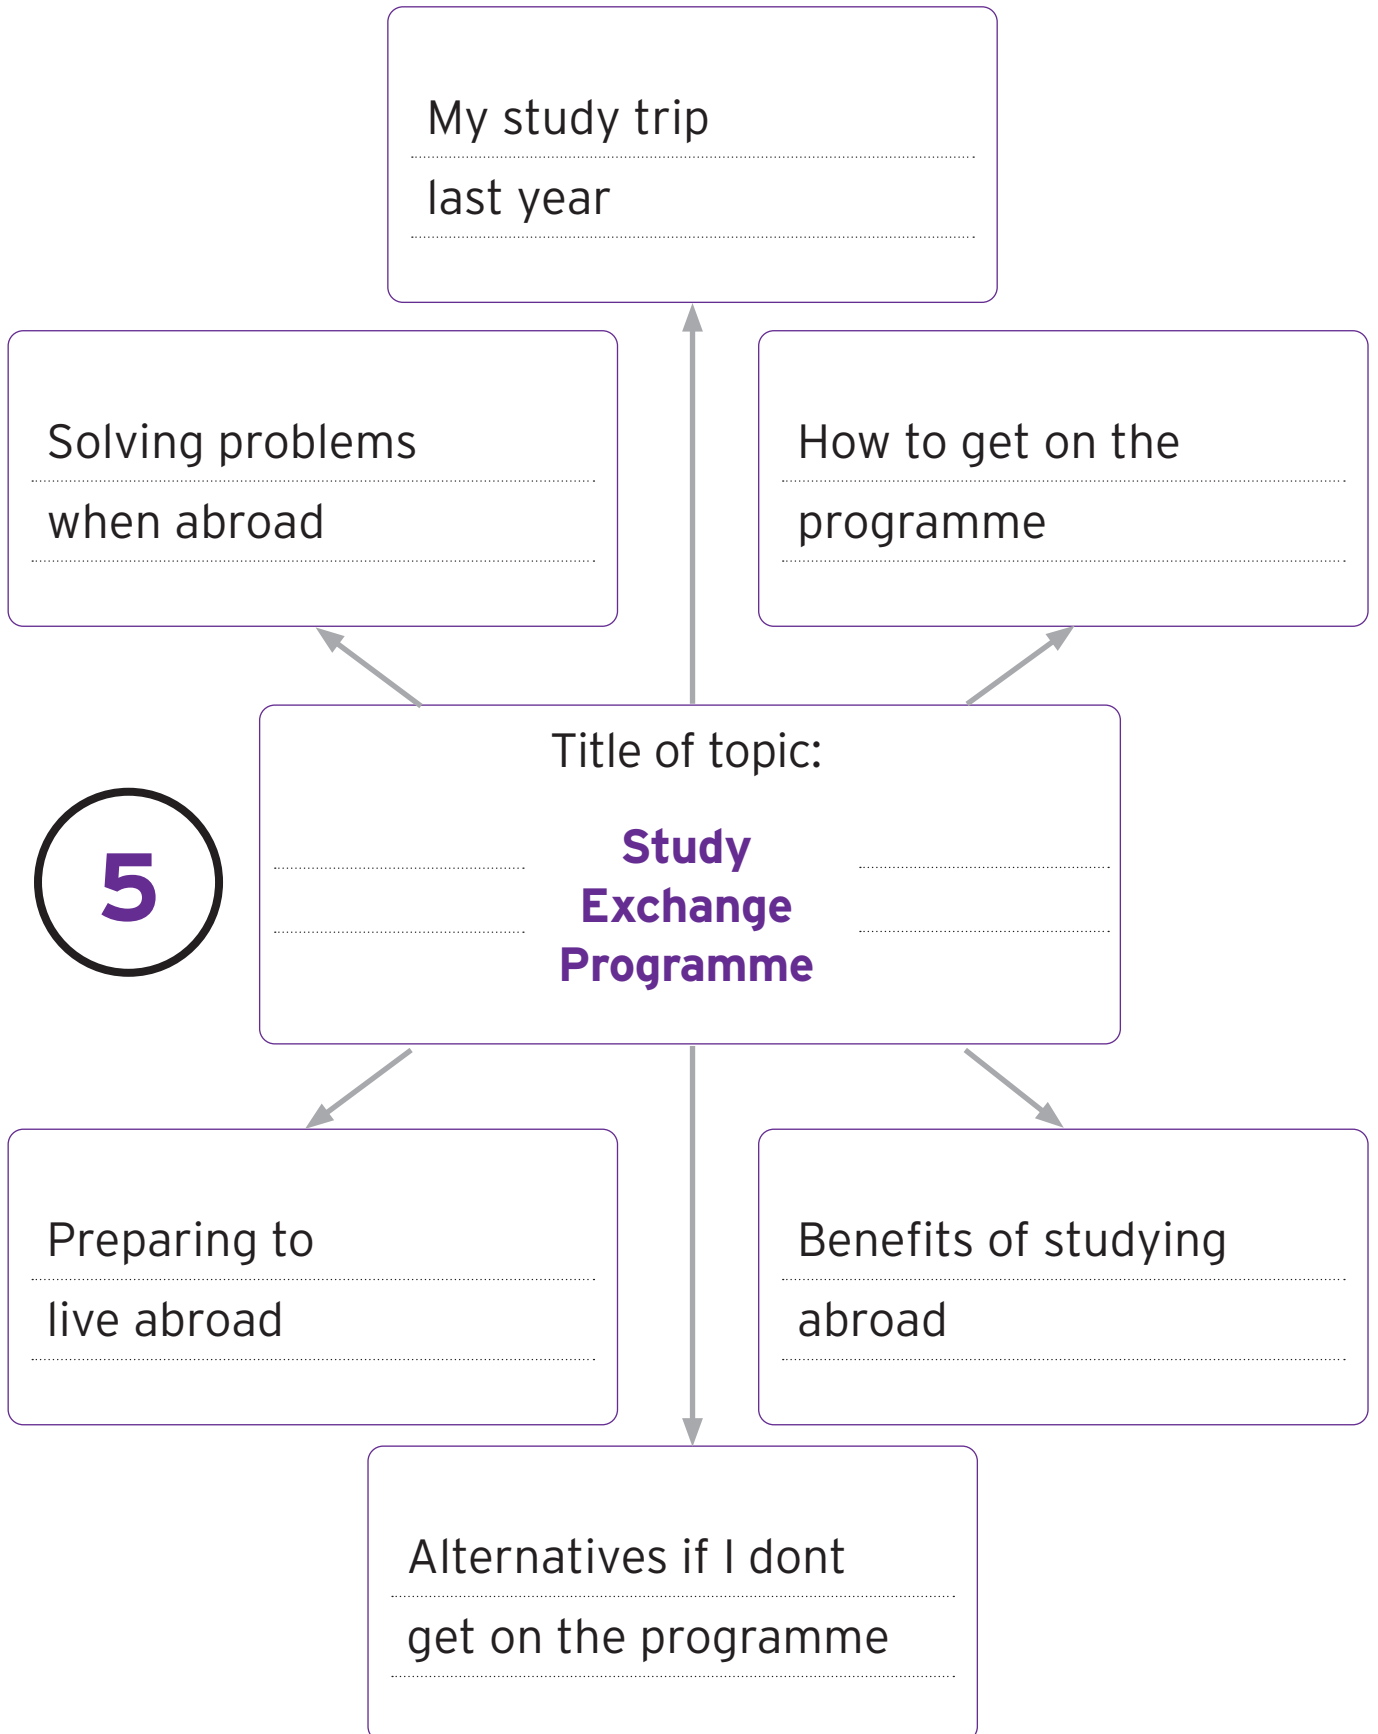 My study trip
last year
Solving problems
when abroad
How to get on the
programme
Title of topic:
Study
Exchange
Programme
5
Preparing to
live abroad
Benefits of studying
abroad
Alternatives if I dont
get on the programme